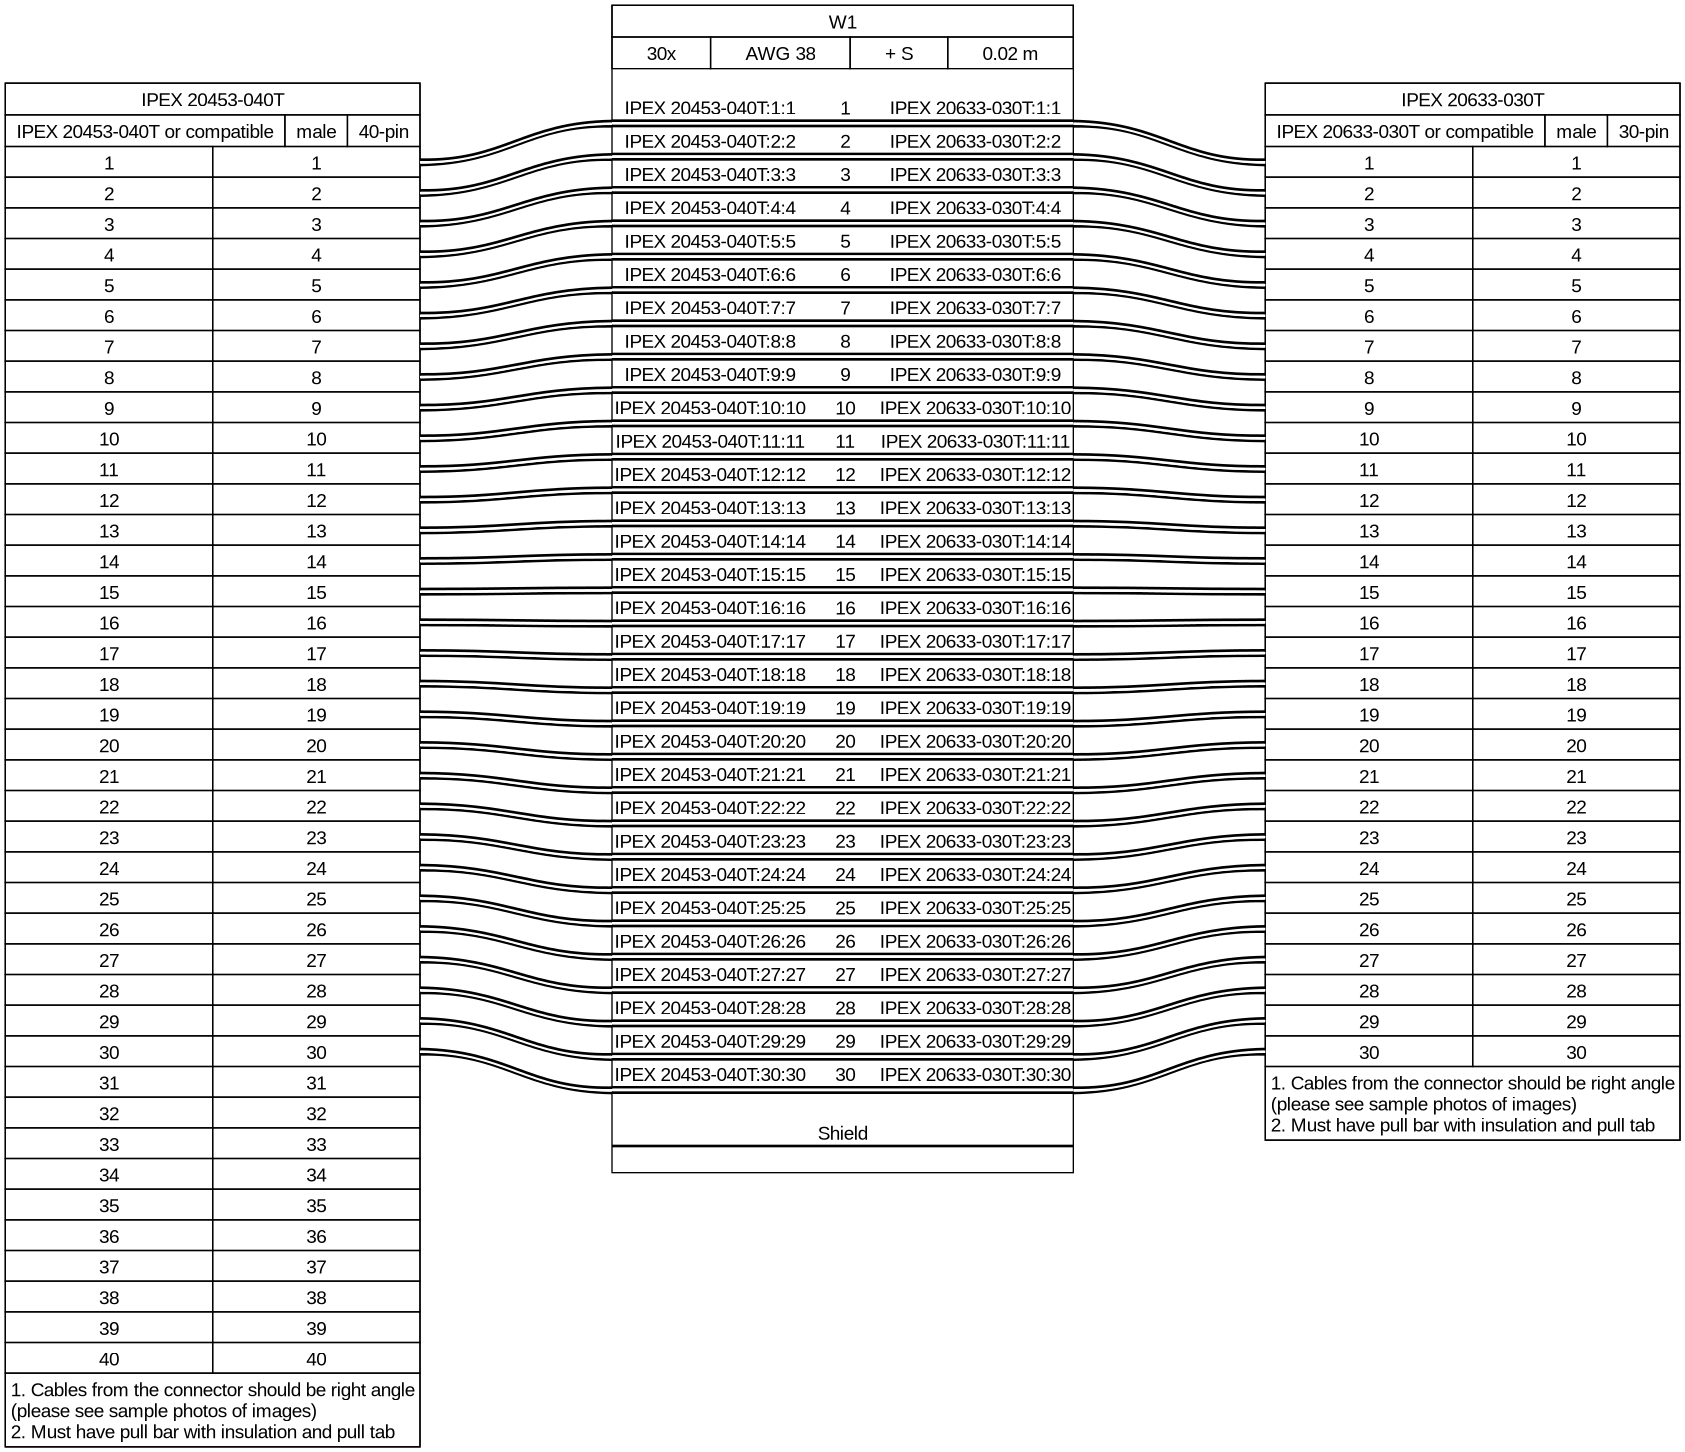 W1
30x AWG 38 + S 0.02 m
IPEX 20453-040T
IPEX 20453-040T or compatible male 40-pin
1 1
2 2
3 3
4 4
5 5
6 6
7 7
8 8
9 9
10 10
11 11
12 12
13 13
14 14
15 15
16 16
17 17
18 18
19 19
20 20
21 21
22 22
23 23
24 24
25 25
26 26
27 27
28 28
29 29
30 30
31 31
32 32
33 33
34 34
35 35
36 36
37 37
38 38
39 39
40 40
1. Cables from the connector should be right angle
(please see sample photos of images)
2. Must have pull bar with insulation and pull tab
IPEX 20453-040T:1:1 1 IPEX 20633-030T:1:1
IPEX 20453-040T:2:2 2 IPEX 20633-030T:2:2
IPEX 20453-040T:3:3 3 IPEX 20633-030T:3:3
IPEX 20453-040T:4:4 4 IPEX 20633-030T:4:4
IPEX 20453-040T:5:5 5 IPEX 20633-030T:5:5
IPEX 20453-040T:6:6 6 IPEX 20633-030T:6:6
IPEX 20453-040T:7:7 7 IPEX 20633-030T:7:7
IPEX 20453-040T:8:8 8 IPEX 20633-030T:8:8
IPEX 20453-040T:9:9 9 IPEX 20633-030T:9:9
IPEX 20453-040T:10:10 10 IPEX 20633-030T:10:10
IPEX 20453-040T:11:11 11 IPEX 20633-030T:11:11
IPEX 20453-040T:12:12 12 IPEX 20633-030T:12:12
IPEX 20453-040T:13:13 13 IPEX 20633-030T:13:13
IPEX 20453-040T:14:14 14 IPEX 20633-030T:14:14
IPEX 20453-040T:15:15 15 IPEX 20633-030T:15:15
IPEX 20453-040T:16:16 16 IPEX 20633-030T:16:16
IPEX 20453-040T:17:17 17 IPEX 20633-030T:17:17
IPEX 20453-040T:18:18 18 IPEX 20633-030T:18:18
IPEX 20453-040T:19:19 19 IPEX 20633-030T:19:19
IPEX 20453-040T:20:20 20 IPEX 20633-030T:20:20
IPEX 20453-040T:21:21 21 IPEX 20633-030T:21:21
IPEX 20453-040T:22:22 22 IPEX 20633-030T:22:22
IPEX 20453-040T:23:23 23 IPEX 20633-030T:23:23
IPEX 20453-040T:24:24 24 IPEX 20633-030T:24:24
IPEX 20453-040T:25:25 25 IPEX 20633-030T:25:25
IPEX 20453-040T:26:26 26 IPEX 20633-030T:26:26
IPEX 20453-040T:27:27 27 IPEX 20633-030T:27:27
IPEX 20453-040T:28:28 28 IPEX 20633-030T:28:28
IPEX 20453-040T:29:29 29 IPEX 20633-030T:29:29
IPEX 20453-040T:30:30 30 IPEX 20633-030T:30:30
Shield
IPEX 20633-030T
IPEX 20633-030T or compatible male 30-pin
1 1
2 2
3 3
4 4
5 5
6 6
7 7
8 8
9 9
10 10
11 11
12 12
13 13
14 14
15 15
16 16
17 17
18 18
19 19
20 20
21 21
22 22
23 23
24 24
25 25
26 26
27 27
28 28
29 29
30 30
1. Cables from the connector should be right angle
(please see sample photos of images)
2. Must have pull bar with insulation and pull tab